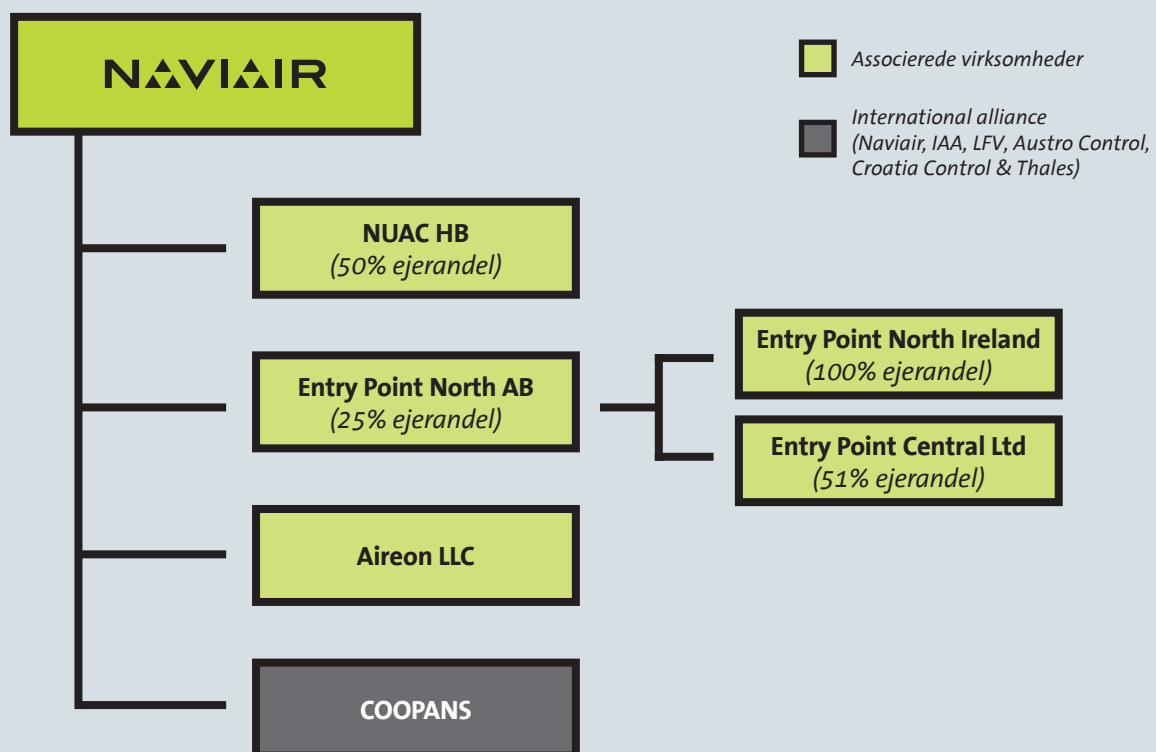 NAVIAIR
Associerede virksomheder
International alliance
(Naviair, IAA, LFV, Austro Control,
Croatia Control & Thales)
NUAC HB
(50% ejerandel)
Entry Point North AB
(25% ejerandel)
Entry Point North Ireland
(100% ejerandel)
Entry Point Central Ltd
(51% ejerandel)
Aireon LLC
COOPANS